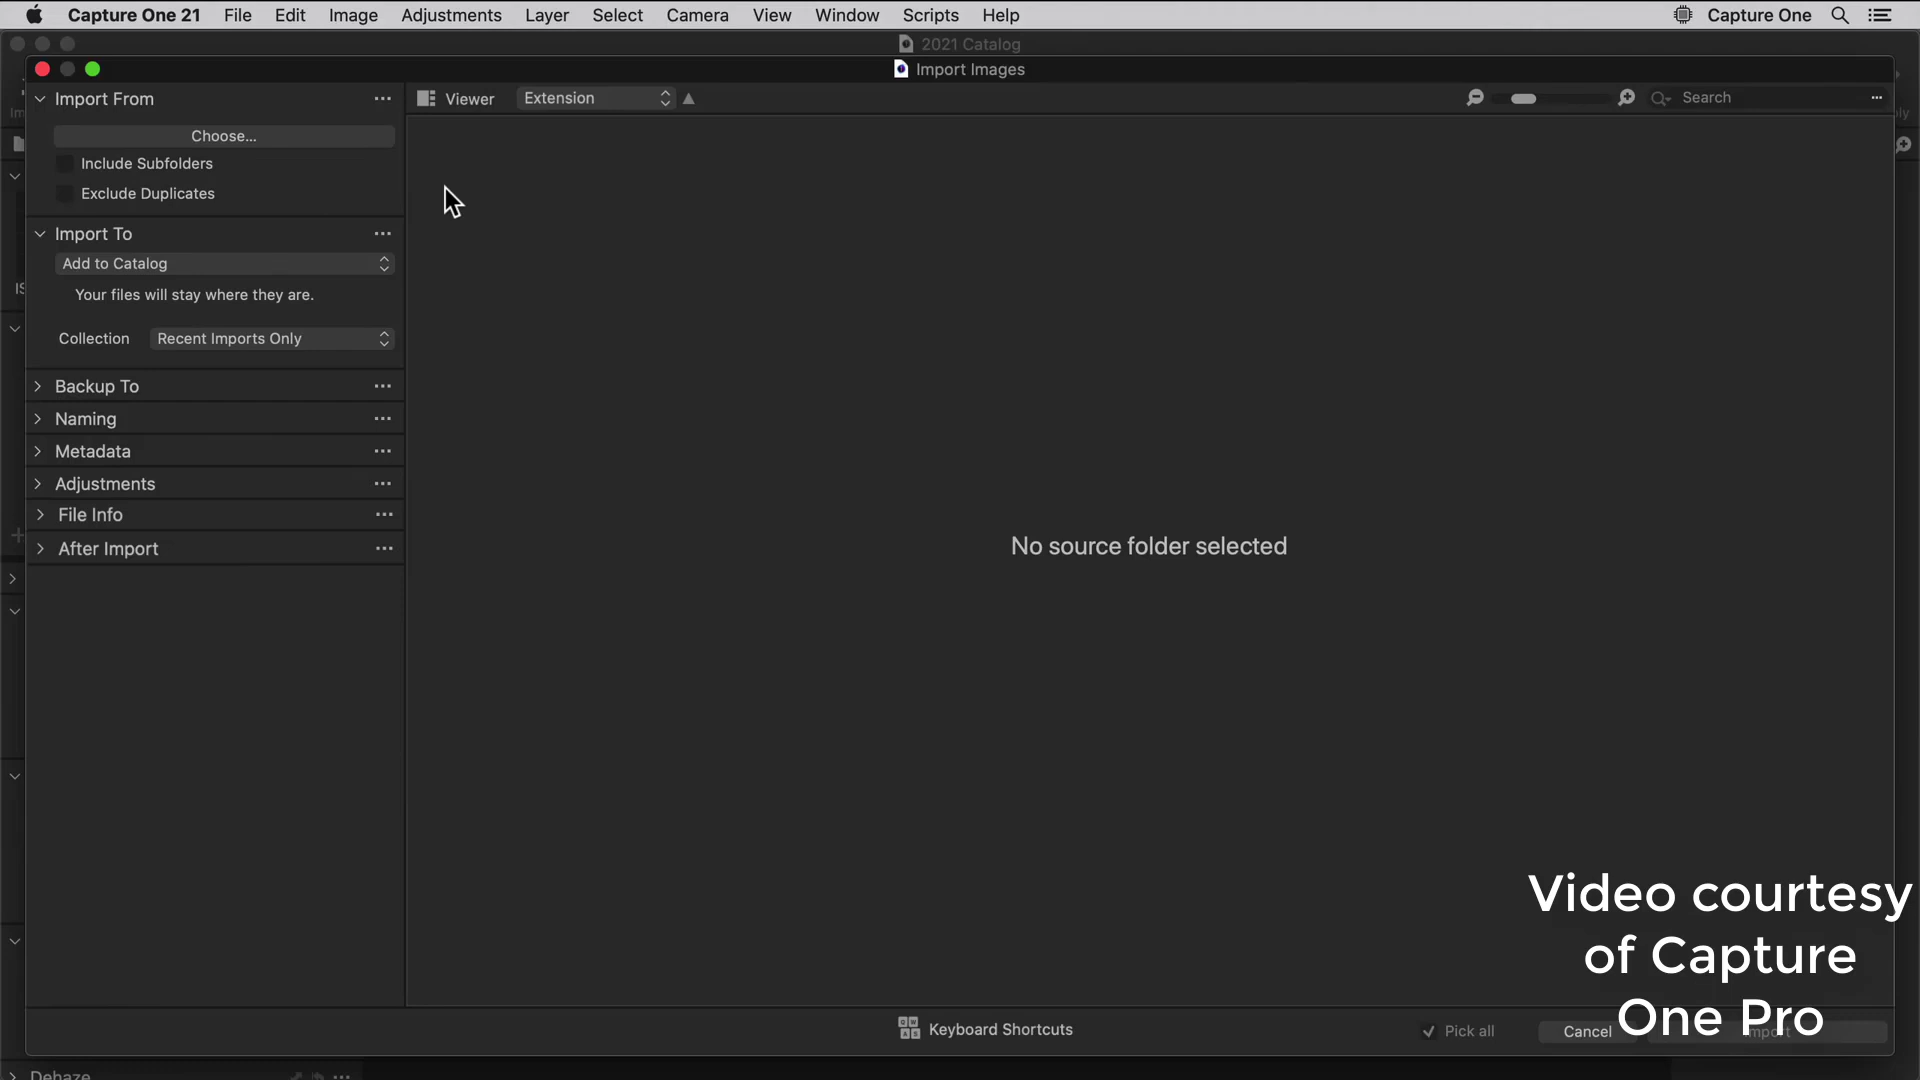 Capture One 21 File Edit Image Adjustments Layer Select Camera View Window Scripts Help Capture One
2021 Catalog
Import Images
Import From
Viewer Extension Search
Choose...
Include Subfolders
Exclude Duplicates
Import To
Add to Catalog
Your files will stay where they are.
Collection Recent Imports Only
Backup To
Naming
Metadata
Adjustments
File Info
After Import
No source folder selected
Video courtesy
of Capture
One Pro
Keyboard Shortcuts
Pick all Cancel Import
Dehaze